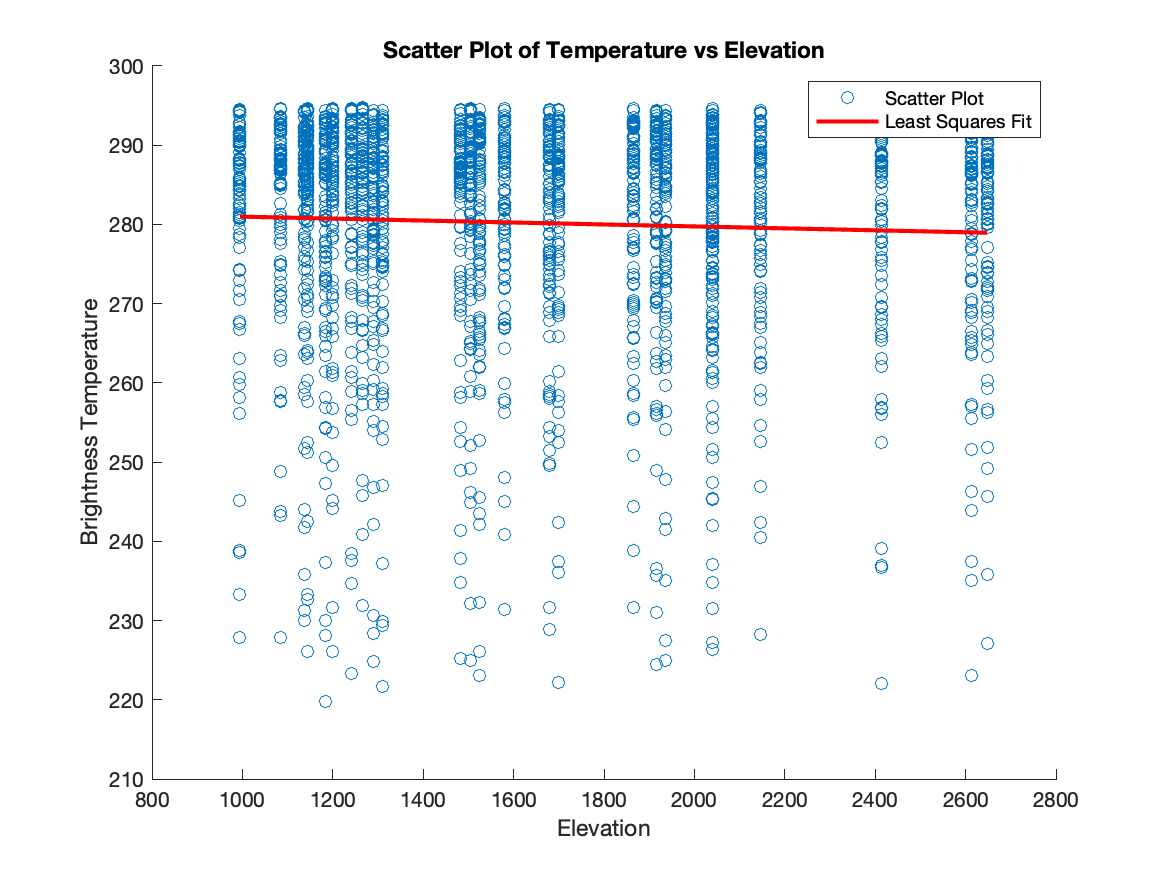 Scatter Plot of Temperature vs Elevation
Scatter Plot
Least Squares Fit
300
290
280
270
260
250
240
230
220
210
Brightness Temperature
800 1000 1200 1400 1600 1800 2000 2200 2400 2600 2800
Elevation